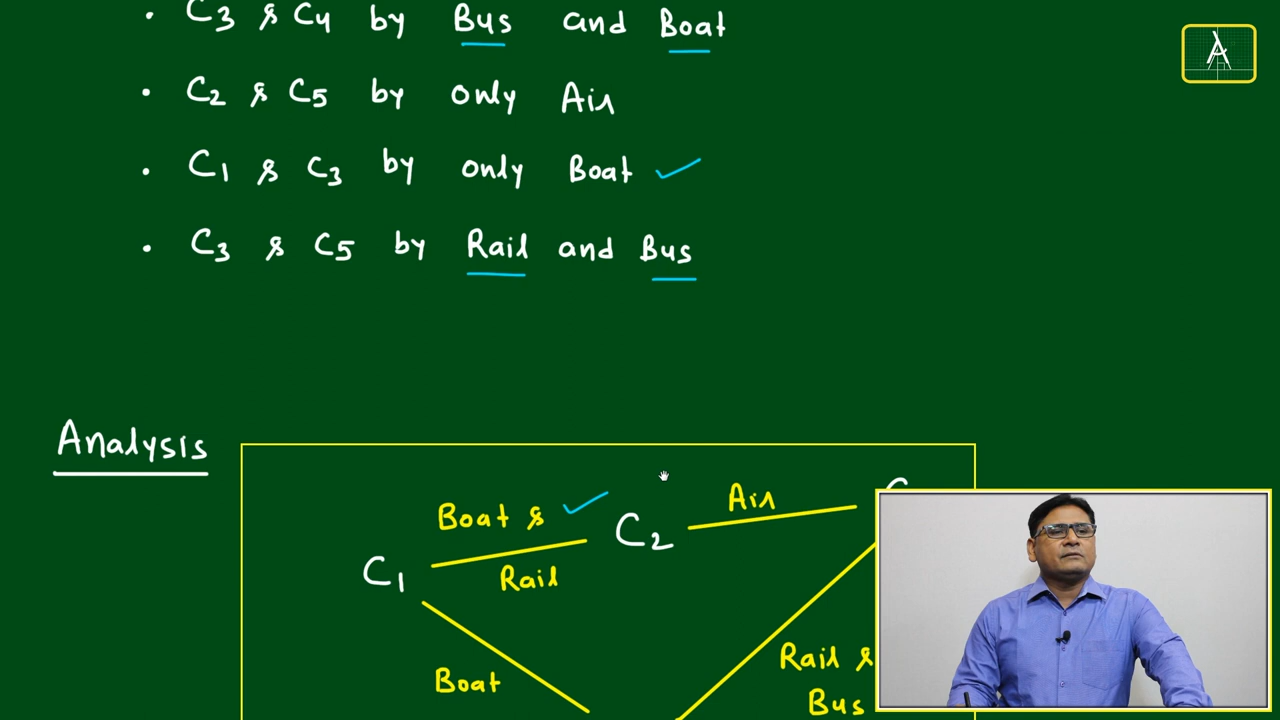 • C3 & C4 by Bus and Boat
• C2 & C5 by only Air
• C1 & C3 by only Boat ✓
• C3 & C5 by Rail and Bus
Analysis
Boat & ✓
Rail
Air
C1
C2
Boat
Rail &
Bus
A